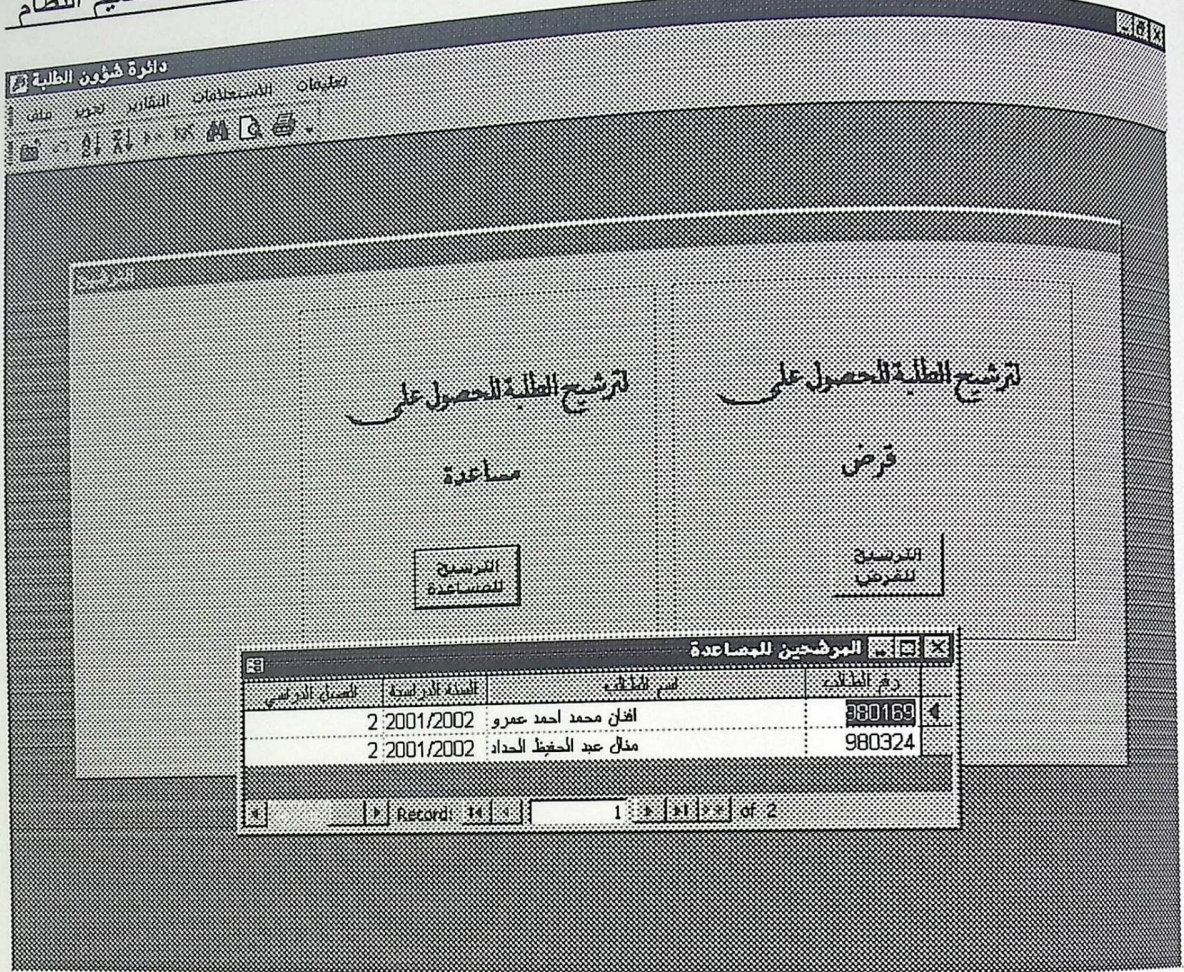 النظام
دائرة شؤون الطلبة
ملف تحرير التقارير الاستعلامات تعليمات
لترشيح الطلبة للحصول على
قرض
الترشيح
للقرض
لترشيح الطلبة للحصول على
مساعدة
الترشيح
للمساعدة
المرشحين للمساعدة
رقم الطالب اسم الطالب السنة الدراسية الفصل الدراسي
980169 افنان محمد احمد عمرو 2001/2002 2
980324 منال عبد الحفيظ الحداد 2001/2002 2
Record: 1 of 2